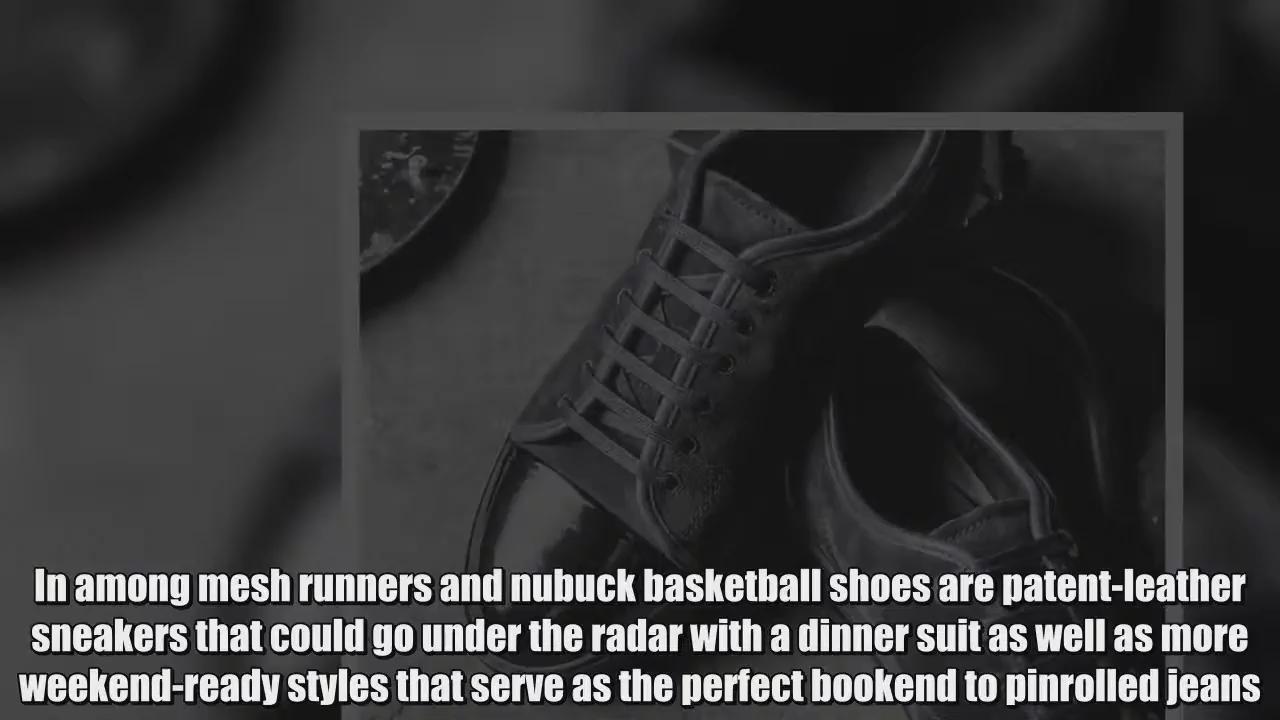 In among mesh runners and nubuck basketball shoes are patent-leather
sneakers that could go under the radar with a dinner suit as well as more
weekend-ready styles that serve as the perfect bookend to pinrolled jeans